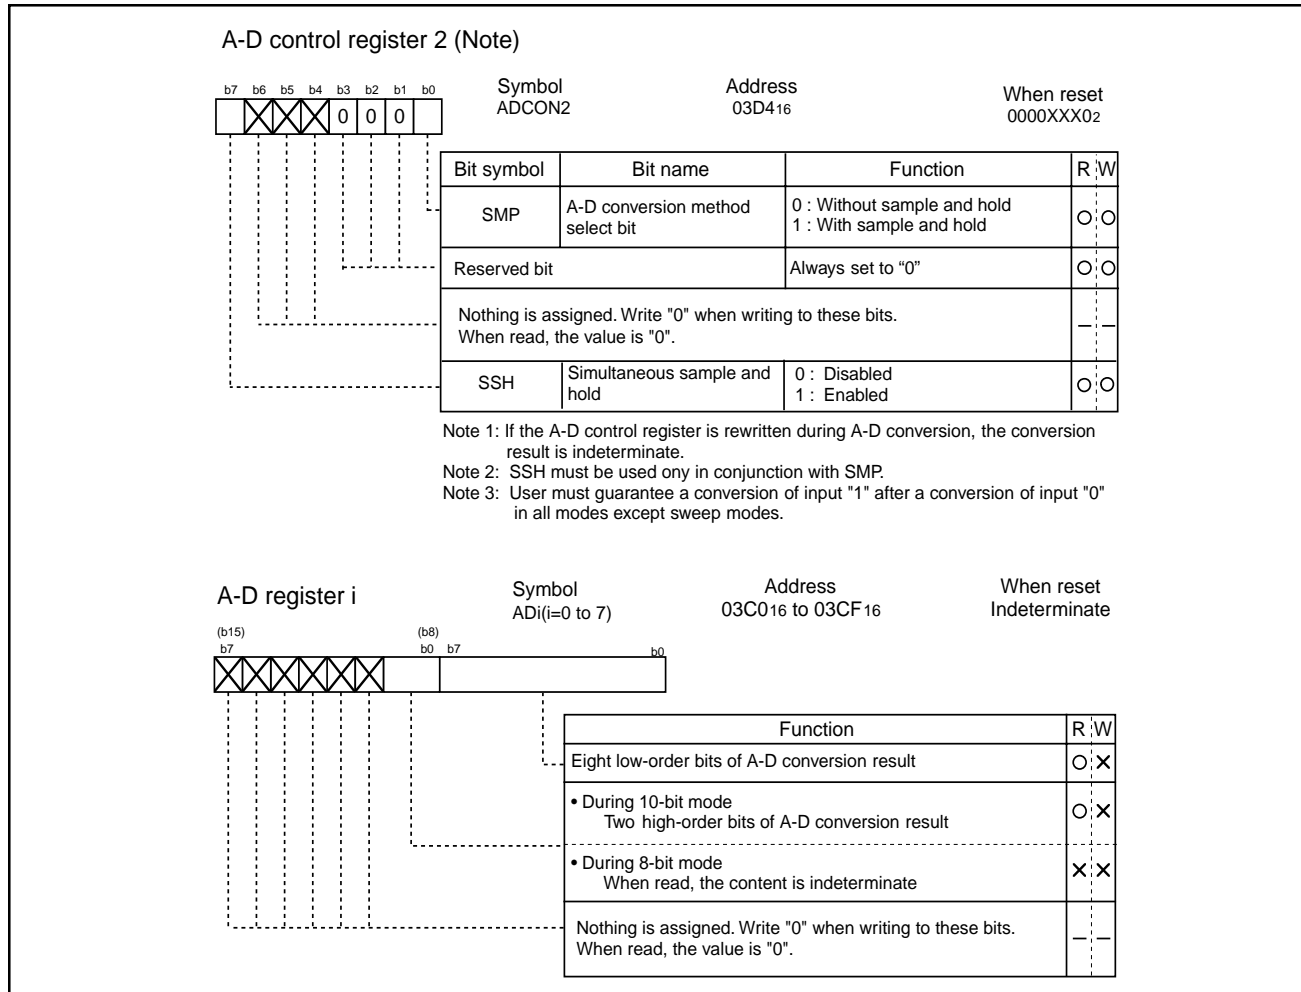 A-D control register 2 (Note)
Symbol Address When reset
ADCON2 03D416 0000XXX02
b7 b6 b5 b4 b3 b2 b1 b0
0 0 0
Bit symbol Bit name Function R W
SMP A-D conversion method select bit 0 : Without sample and hold
1 : With sample and hold
Reserved bit Always set to “0”
Nothing is assigned. Write "0" when writing to these bits.
When read, the value is "0".
SSH Simultaneous sample and hold 0 : Disabled
1 : Enabled
Note 1: If the A-D control register is rewritten during A-D conversion, the conversion
result is indeterminate.
Note 2: SSH must be used ony in conjunction with SMP.
Note 3: User must guarantee a conversion of input "1" after a conversion of input "0"
in all modes except sweep modes.
A-D register i
Symbol Address When reset
ADi(i=0 to 7) 03C016 to 03CF16 Indeterminate
(b15) (b8)
b7 b0 b7 b0
Function R W
Eight low-order bits of A-D conversion result
• During 10-bit mode
Two high-order bits of A-D conversion result
• During 8-bit mode
When read, the content is indeterminate
Nothing is assigned. Write "0" when writing to these bits.
When read, the value is "0".